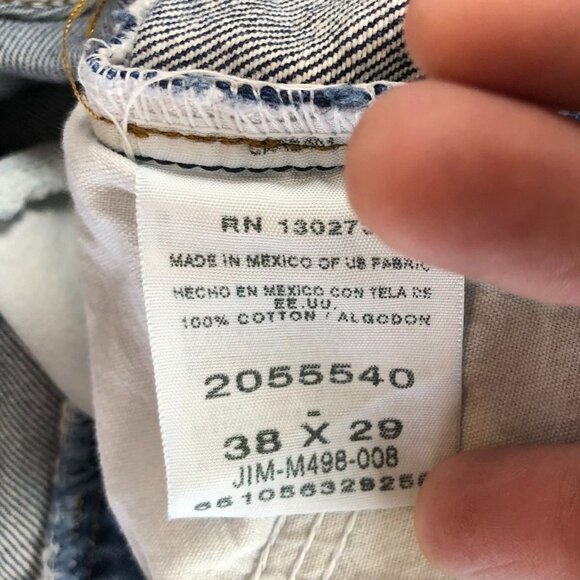 RN 13027
MADE IN MEXICO OF US FABRIC
HECHO EN MEXICO CON TELA DE
EE.UU.
100% COTTON / ALGODON
2055540
-
38 X 29
JIM-M498-008